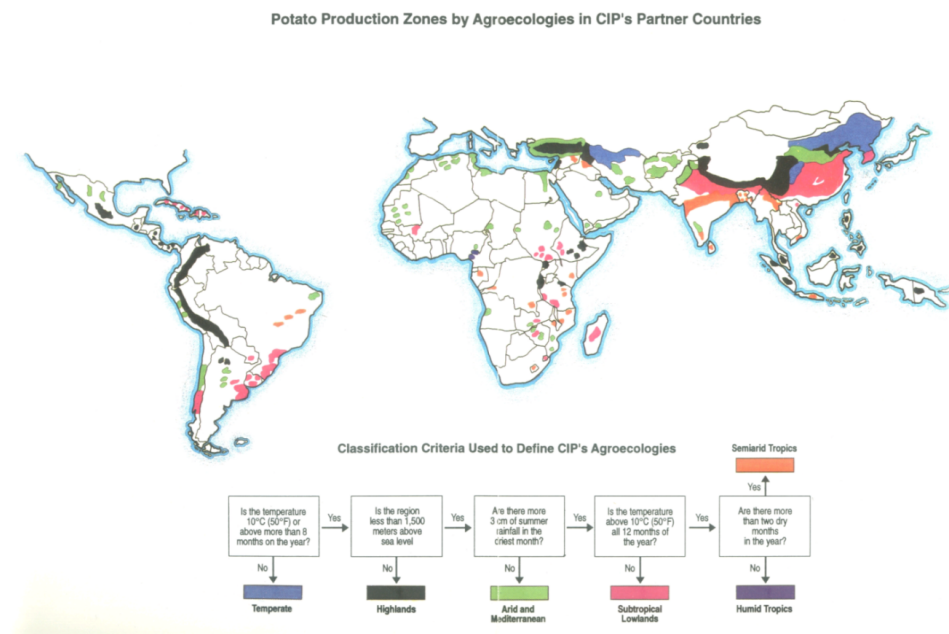 Potato Production Zones by Agroecologies in CIP's Partner Countries
Classification Criteria Used to Define CIP's Agroecologies
Semiarid Tropics
Yes
Is the temperature
10°C (50°F) or
above more than 8
months on the year?
Yes
Is the region
less than 1,500
meters above
sea level
Yes
Are there more
3 cm of summer
rainfall in the
driest month?
Yes
Is the temperature
above 10°C (50°F)
all 12 months of
the year?
Yes
Are there more
than two dry
months
in the year?
No
No
No
No
No
Temperate
Highlands
Arid and
Mediterranean
Subtropical
Lowlands
Humid Tropics